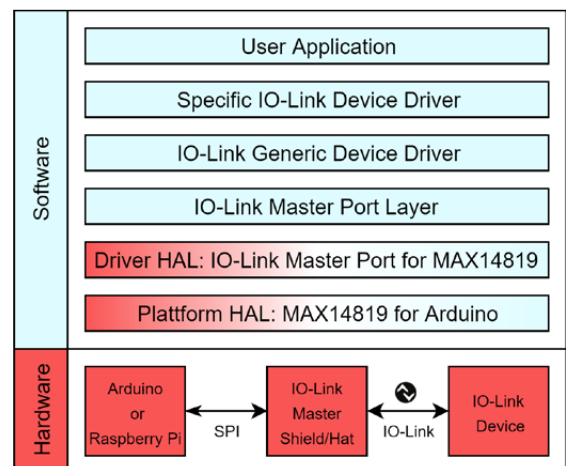 Software
User Application
Specific IO-Link Device Driver
IO-Link Generic Device Driver
IO-Link Master Port Layer
Driver HAL: IO-Link Master Port for MAX14819
Plattform HAL: MAX14819 for Arduino
Hardware
Arduino
or
Raspberry Pi
SPI
IO-Link
Master
Shield/Hat
IO-Link
IO-Link
Device